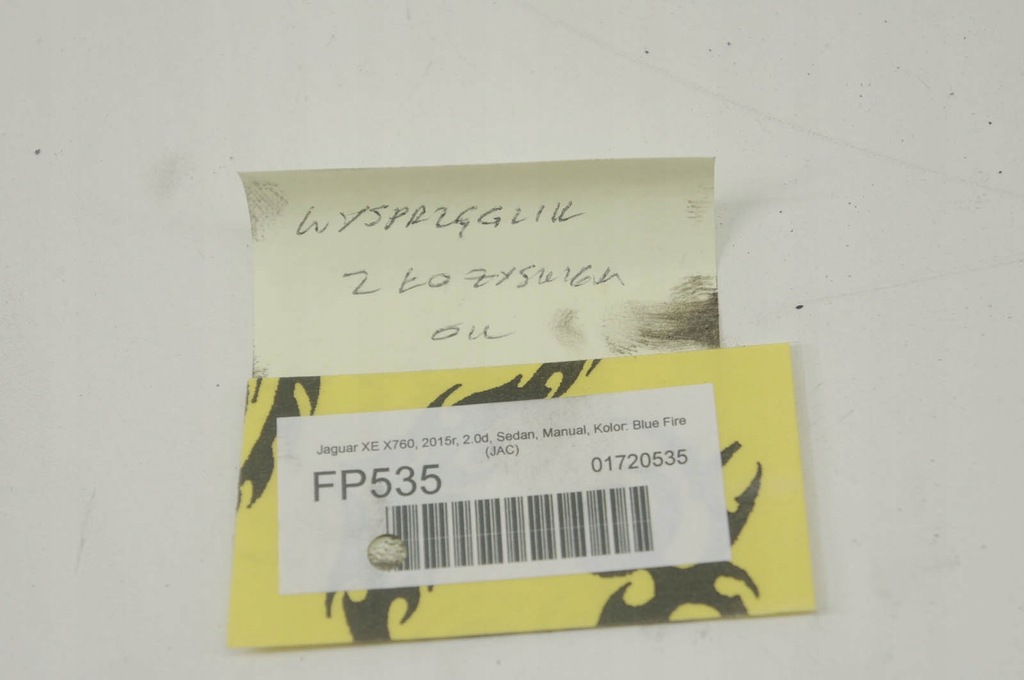 WYSPRZĘGLIK
Z ŁOŻYSKIEM
OK
Jaguar XE X760, 2015r, 2.0d, Sedan, Manual, Kolor: Blue Fire
(JAC)
FP535
01720535